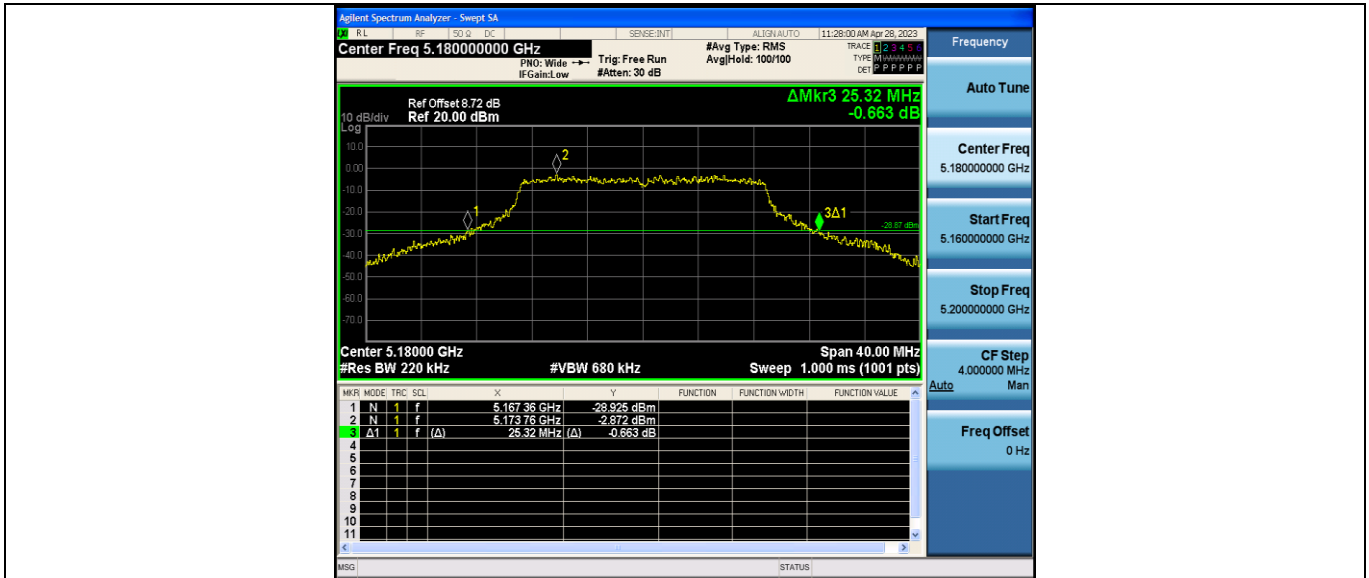 Agilent Spectrum Analyzer - Swept SA
LXI RL RF 50 Ω DC SENSE:INT ALIGN AUTO 11:28:00 AM Apr 28, 2023
Center Freq 5.180000000 GHz
PNO: Wide
IFGain:Low
Trig: Free Run
#Atten: 30 dB
#Avg Type: RMS
Avg|Hold: 100/100
TRACE 1 2 3 4 5 6
TYPE M WWWWW
DET P P P P P P
ΔMkr3 25.32 MHz
-0.663 dB
Ref Offset 8.72 dB
10 dB/div Ref 20.00 dBm
Log
10.0
0.00
-10.0
-20.0
-30.0
-40.0
-50.0
-60.0
-70.0
1
2
3Δ1
-28.87 dBm
Center 5.18000 GHz Span 40.00 MHz
#Res BW 220 kHz #VBW 680 kHz Sweep 1.000 ms (1001 pts)
MKR MODE TRC SCL X Y FUNCTION FUNCTION WIDTH FUNCTION VALUE
1 N 1 f 5.167 36 GHz -28.925 dBm
2 N 1 f 5.173 76 GHz -2.872 dBm
3 Δ1 1 f (Δ) 25.32 MHz (Δ) -0.663 dB
4
5
6
7
8
9
10
11
MSG STATUS
Frequency
Auto Tune
Center Freq
5.180000000 GHz
Start Freq
5.160000000 GHz
Stop Freq
5.200000000 GHz
CF Step
4.000000 MHz
Auto Man
Freq Offset
0 Hz